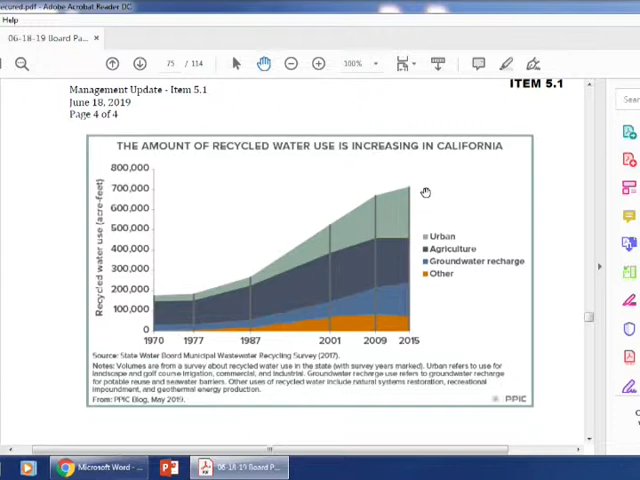 ecured.pdf - Adobe Acrobat Reader DC
Help
06-18-19 Board Pa... ×
75 / 114
100%
ITEM 5.1
Management Update - Item 5.1
June 18, 2019
Page 4 of 4
Sear
THE AMOUNT OF RECYCLED WATER USE IS INCREASING IN CALIFORNIA
Recycled water use (acre-feet)
800,000
700,000
600,000
500,000
400,000
300,000
200,000
100,000
0
1970 1977 1987 2001 2009 2015
Urban
Agriculture
Groundwater recharge
Other
Source: State Water Board Municipal Wastewater Recycling Survey (2017).
Notes: Volumes are from a survey about recycled water use in the state (with survey years marked). Urban refers to use for
landscape and golf course irrigation, commercial, and industrial. Groundwater recharge use refers to groundwater recharge
for potable reuse and seawater barriers. Other uses of recycled water include natural systems restoration, recreational
impoundment, and geothermal energy production.
From: PPIC Blog, May 2019.
PPIC
Microsoft Word - ...
06-18-19 Board P...